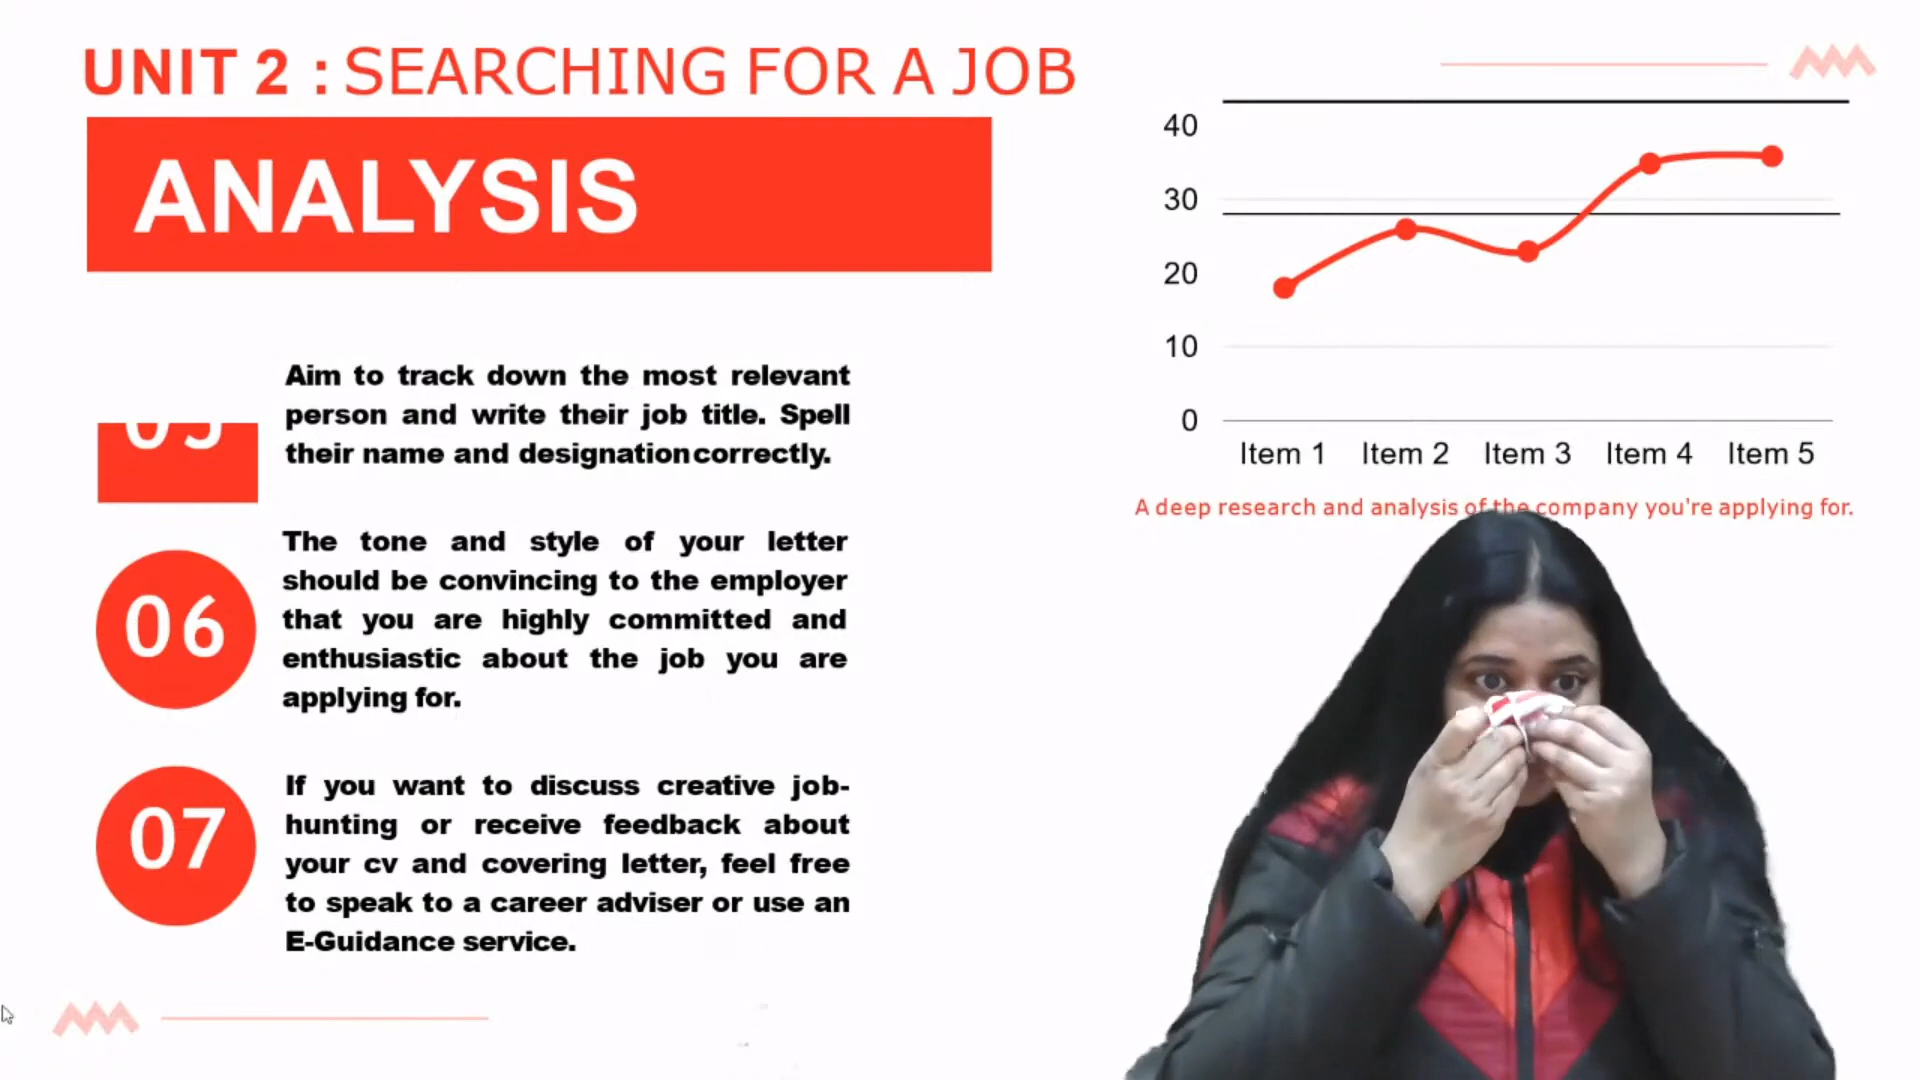 UNIT 2 : SEARCHING FOR A JOB
ANALYSIS
05
Aim to track down the most relevant
person and write their job title. Spell
their name and designation correctly.
06
The tone and style of your letter
should be convincing to the employer
that you are highly committed and
enthusiastic about the job you are
applying for.
07
If you want to discuss creative job-
hunting or receive feedback about
your cv and covering letter, feel free
to speak to a career adviser or use an
E-Guidance service.
40
30
20
10
0
Item 1 Item 2 Item 3 Item 4 Item 5
A deep research and analysis of the company you're applying for.